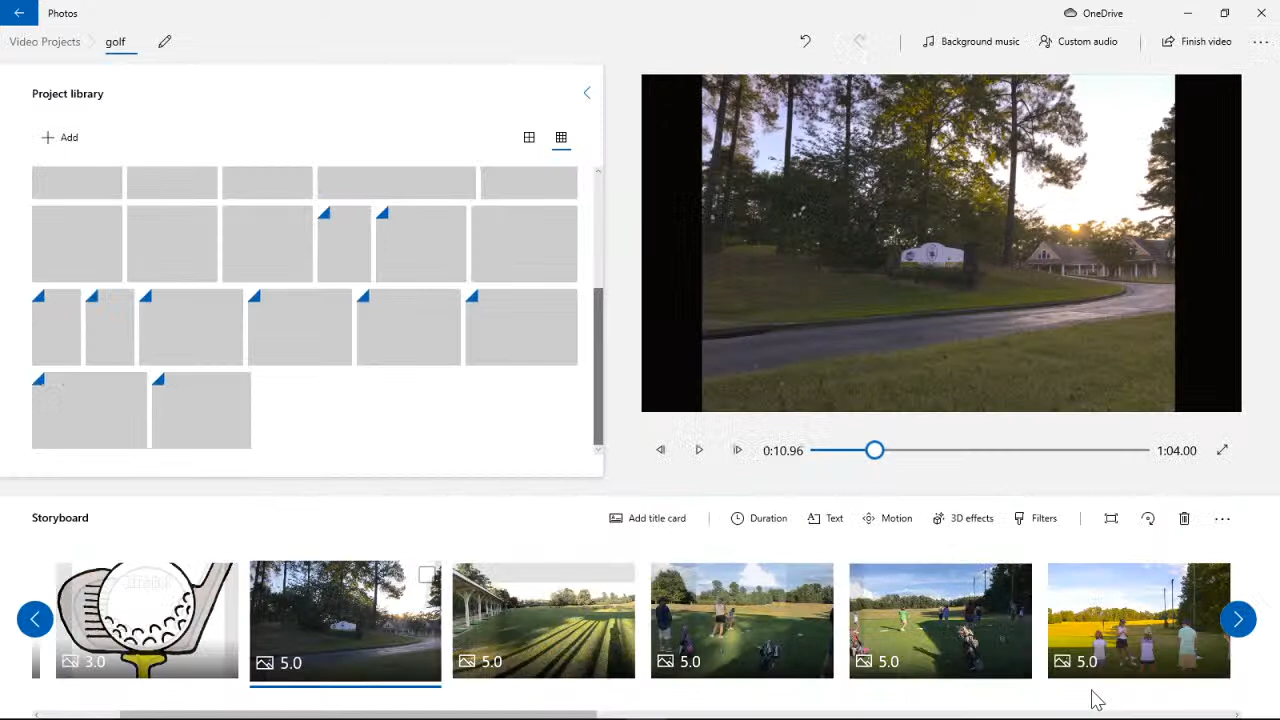 Photos
OneDrive
Video Projects
golf
Background music
Custom audio
Finish video
Project library
Add
0:10.96
1:04.00
Storyboard
Add title card
Duration
Text
Motion
3D effects
Filters
3.0
5.0
5.0
5.0
5.0
5.0